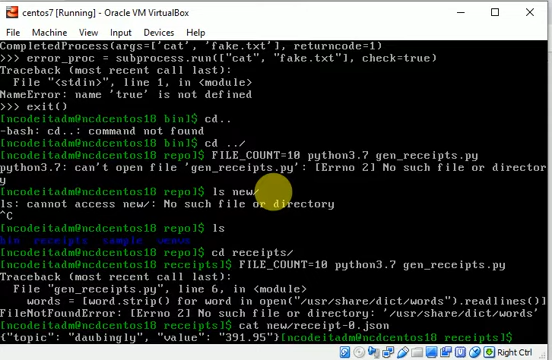 centos7 [Running] - Oracle VM VirtualBox
File Machine View Input Devices Help
CompletedProcess(args=['cat', 'fake.txt'], returncode=1)
>>> error_proc = subprocess.run(["cat", "fake.txt"], check=true)
Traceback (most recent call last):
File "<stdin>", line 1, in <module>
NameError: name 'true' is not defined
>>> exit()
[ncodeitadm@ncdcentos18 bin]$ cd..
-bash: cd..: command not found
[ncodeitadm@ncdcentos18 bin]$ cd ../
[ncodeitadm@ncdcentos18 repo]$ FILE_COUNT=10 python3.7 gen_receipts.py
python3.7: can't open file 'gen_receipts.py': [Errno 2] No such file or director
y
[ncodeitadm@ncdcentos18 repo]$ ls new/
ls: cannot access new/: No such file or directory
^C
[ncodeitadm@ncdcentos18 repo]$ ls
bin receipts sample venvs
[ncodeitadm@ncdcentos18 repo]$ cd receipts/
[ncodeitadm@ncdcentos18 receipts]$ FILE_COUNT=10 python3.7 gen_receipts.py
Traceback (most recent call last):
File "gen_receipts.py", line 6, in <module>
words = [word.strip() for word in open("/usr/share/dict/words").readlines()]
FileNotFoundError: [Errno 2] No such file or directory: '/usr/share/dict/words'
[ncodeitadm@ncdcentos18 receipts]$ cat new/receipt-0.json
{"topic": "daubingly", "value": "391.95"}[ncodeitadm@ncdcentos18 receipts]$
Right Ctrl